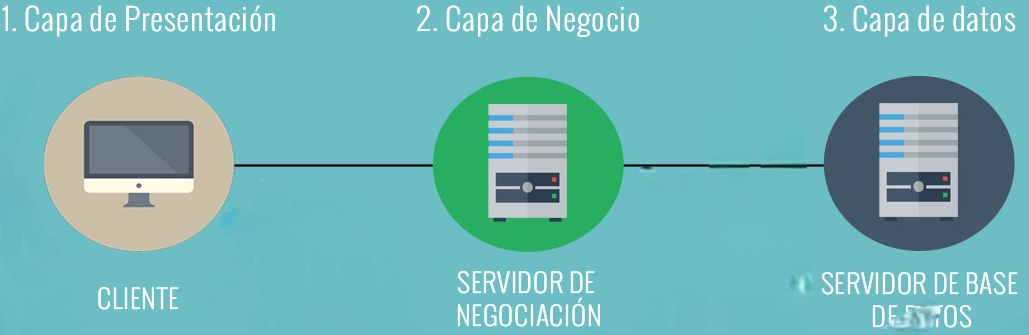 1. Capa de Presentación
2. Capa de Negocio
3. Capa de datos
CLIENTE
SERVIDOR DE
NEGOCIACIÓN
SERVIDOR DE BASE
DE